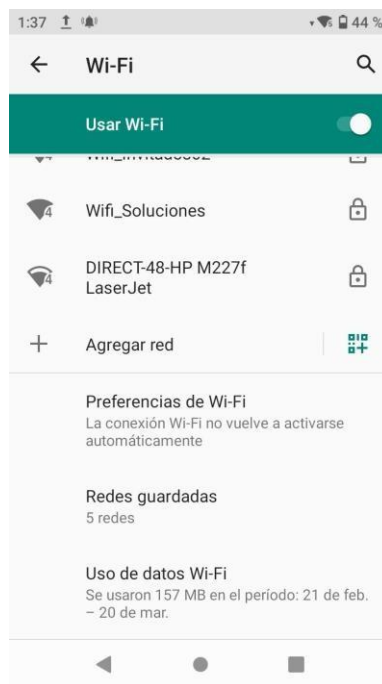 1:37 44 %
Wi-Fi
Usar Wi-Fi
Wifi_Soluciones
DIRECT-48-HP M227f
LaserJet
Agregar red
Preferencias de Wi-Fi
La conexión Wi-Fi no vuelve a activarse
automáticamente
Redes guardadas
5 redes
Uso de datos Wi-Fi
Se usaron 157 MB en el período: 21 de feb.
– 20 de mar.